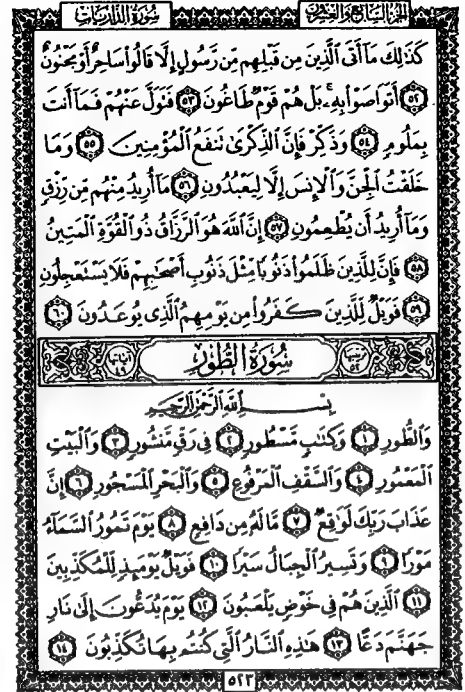 الجزء السابع والعشرون
سورة الذاريات
كَذَٰلِكَ مَآ أَتَى ٱلَّذِينَ مِن قَبۡلِهِم مِّن رَّسُولٍ إِلَّا قَالُواْ سَاحِرٌ أَوۡ مَجۡنُونٌ
٥٢ أَتَوَاصَوۡاْ بِهِۦۚ بَلۡ هُمۡ قَوۡمٞ طَاغُونَ ٥٣ فَتَوَلَّ عَنۡهُمۡ فَمَآ أَنتَ
بِمَلُومٖ ٥٤ وَذَكِّرۡ فَإِنَّ ٱلذِّكۡرَىٰ تَنفَعُ ٱلۡمُؤۡمِنِينَ ٥٥ وَمَا
خَلَقۡتُ ٱلۡجِنَّ وَٱلۡإِنسَ إِلَّا لِيَعۡبُدُونِ ٥٦ مَآ أُرِيدُ مِنۡهُم مِّن رِّزۡقٖ
وَمَآ أُرِيدُ أَن يُطۡعِمُونِ ٥٧ إِنَّ ٱللَّهَ هُوَ ٱلرَّزَّاقُ ذُو ٱلۡقُوَّةِ ٱلۡمَتِينُ
٥٨ فَإِنَّ لِلَّذِينَ ظَلَمُواْ ذَنُوبٗا مِّثۡلَ ذَنُوبِ أَصۡحَٰبِهِمۡ فَلَا يَسۡتَعۡجِلُونِ
٥٩ فَوَيۡلٞ لِّلَّذِينَ كَفَرُواْ مِن يَوۡمِهِمُ ٱلَّذِي يُوعَدُونَ ٦٠
ترتيبها ٥٢ سُورَةُ ٱلطُّورِ آياتها ٤٩
بِسۡمِ ٱللَّهِ ٱلرَّحۡمَٰنِ ٱلرَّحِيمِ
وَٱلطُّورِ ١ وَكِتَٰبٖ مَّسۡطُورٖ ٢ فِي رَقّٖ مَّنشُورٖ ٣ وَٱلۡبَيۡتِ
ٱلۡمَعۡمُورِ ٤ وَٱلسَّقۡفِ ٱلۡمَرۡفُوعِ ٥ وَٱلۡبَحۡرِ ٱلۡمَسۡجُورِ ٦ إِنَّ
عَذَابَ رَبِّكَ لَوَٰقِعٞ ٧ مَّا لَهُۥ مِن دَافِعٖ ٨ يَوۡمَ تَمُورُ ٱلسَّمَآءُ
مَوۡرٗا ٩ وَتَسِيرُ ٱلۡجِبَالُ سَيۡرٗا ١٠ فَوَيۡلٞ يَوۡمَئِذٖ لِّلۡمُكَذِّبِينَ
١١ ٱلَّذِينَ هُمۡ فِي خَوۡضٖ يَلۡعَبُونَ ١٢ يَوۡمَ يُدَعُّونَ إِلَىٰ نَارِ
جَهَنَّمَ دَعًّا ١٣ هَٰذِهِ ٱلنَّارُ ٱلَّتِي كُنتُم بِهَا تُكَذِّبُونَ ١٤
٥٢٣